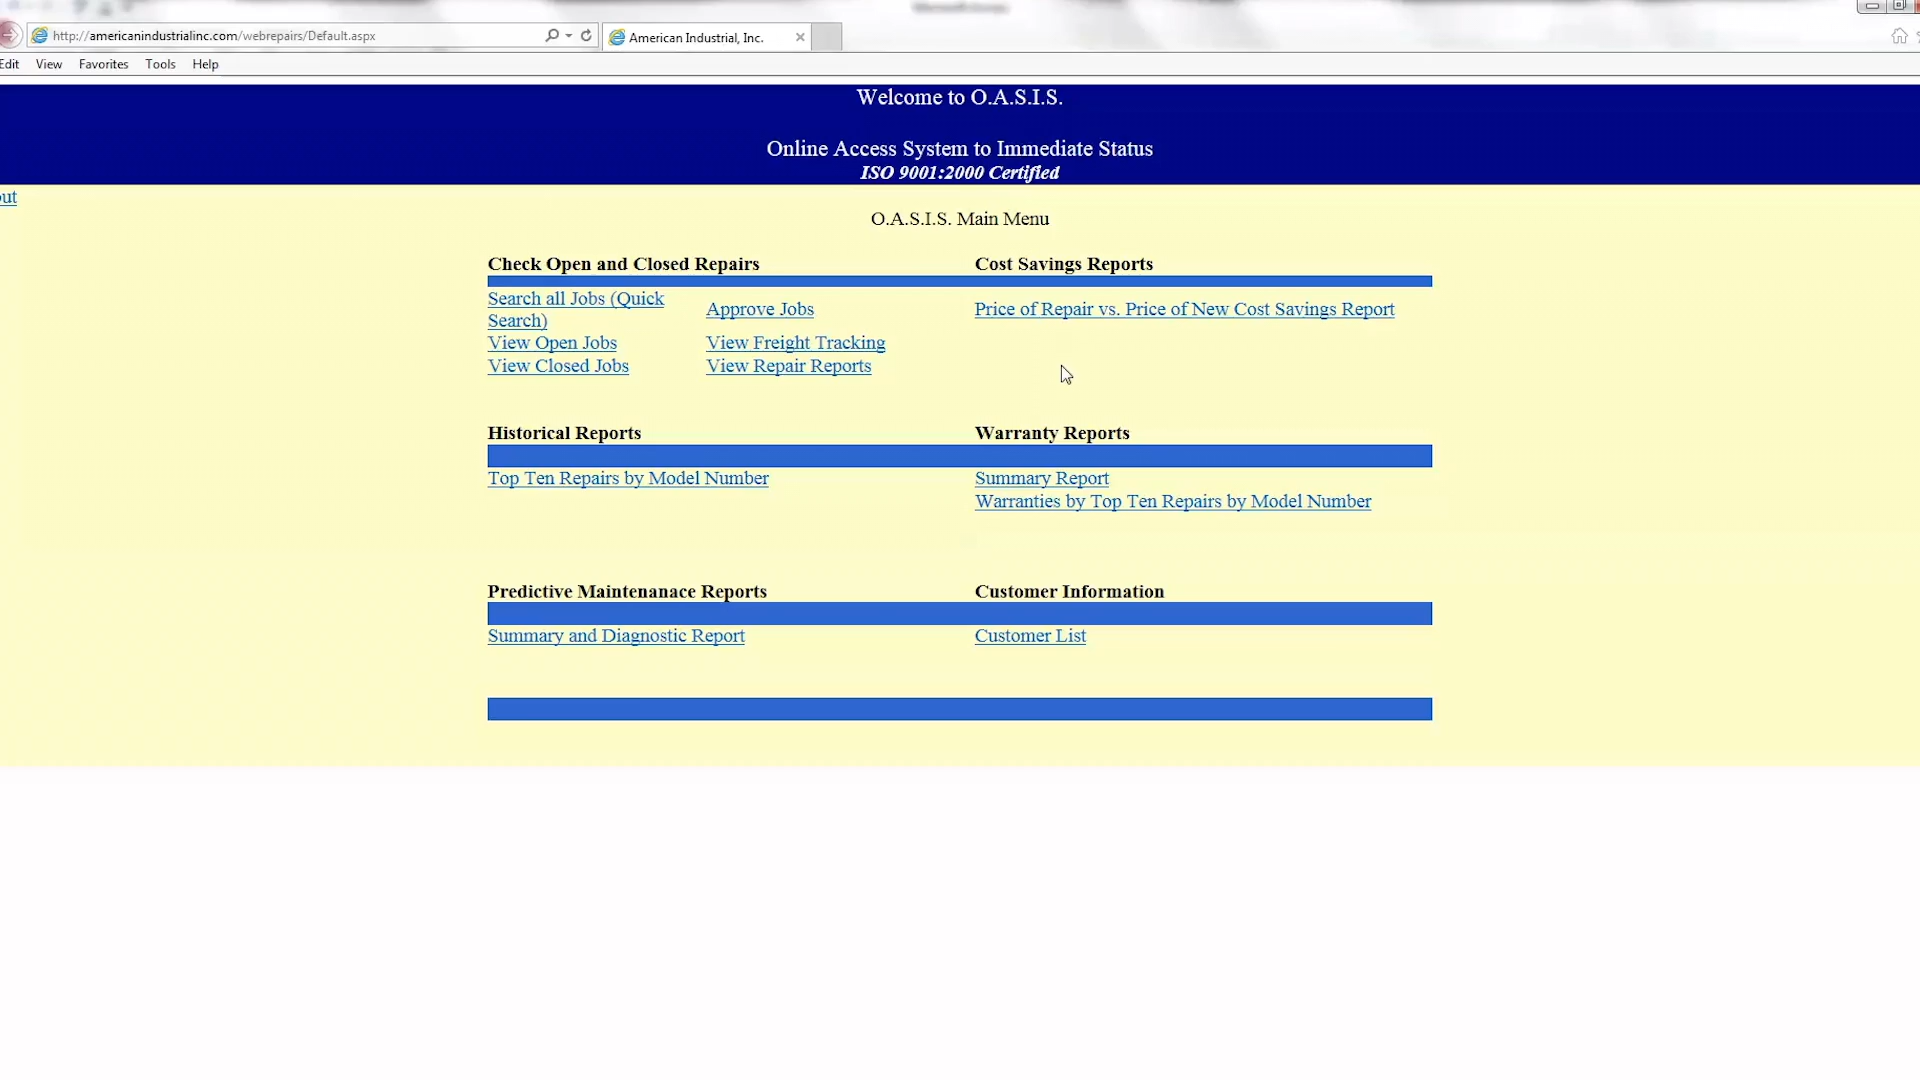 http://americanindustrialinc.com/webrepairs/Default.aspx
American Industrial, Inc.
Edit View Favorites Tools Help
Welcome to O.A.S.I.S.
Online Access System to Immediate Status
ISO 9001:2000 Certified
out
O.A.S.I.S. Main Menu
Check Open and Closed Repairs
Cost Savings Reports
Search all Jobs (Quick
Search)
Approve Jobs
Price of Repair vs. Price of New Cost Savings Report
View Open Jobs
View Freight Tracking
View Closed Jobs
View Repair Reports
Historical Reports
Warranty Reports
Top Ten Repairs by Model Number
Summary Report
Warranties by Top Ten Repairs by Model Number
Predictive Maintenanace Reports
Customer Information
Summary and Diagnostic Report
Customer List